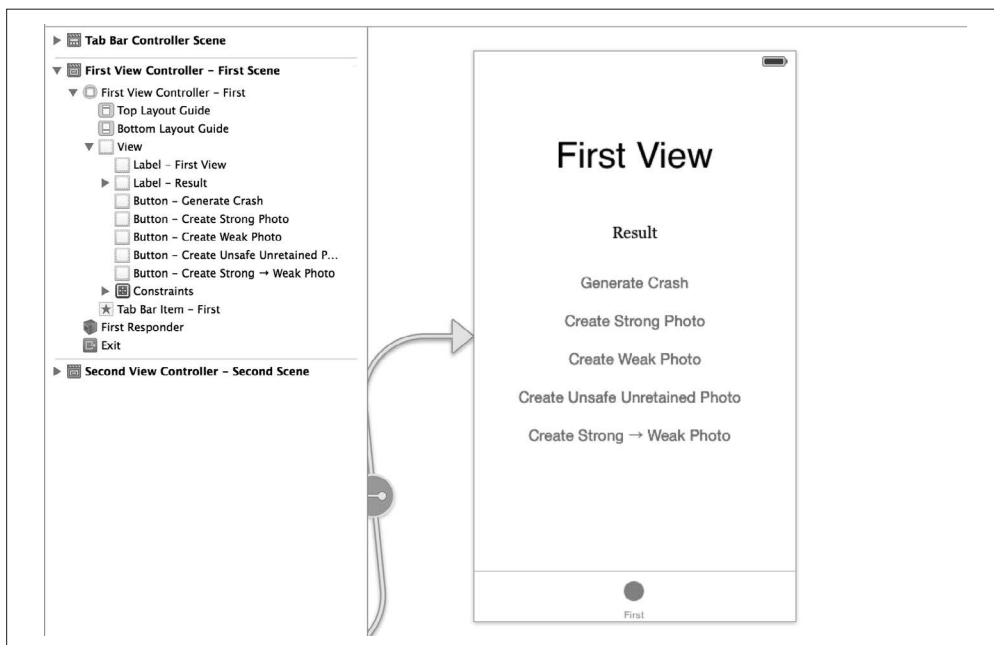 Tab Bar Controller Scene
First View Controller – First Scene
First View Controller – First
Top Layout Guide
Bottom Layout Guide
View
Label – First View
Label – Result
Button – Generate Crash
Button – Create Strong Photo
Button – Create Weak Photo
Button – Create Unsafe Unretained P...
Button – Create Strong → Weak Photo
Constraints
Tab Bar Item – First
First Responder
Exit
Second View Controller – Second Scene
First View
Result
Generate Crash
Create Strong Photo
Create Weak Photo
Create Unsafe Unretained Photo
Create Strong → Weak Photo
First